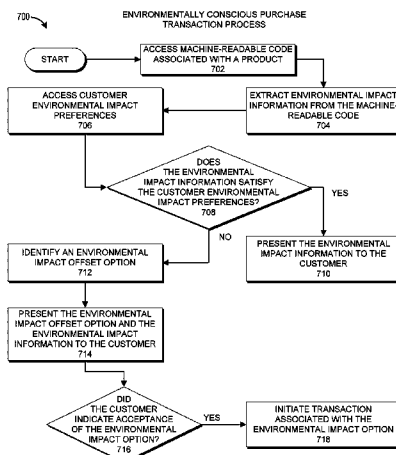 700
ENVIRONMENTALLY CONSCIOUS PURCHASE
TRANSACTION PROCESS
START
ACCESS MACHINE-READABLE CODE
ASSOCIATED WITH A PRODUCT
702
EXTRACT ENVIRONMENTAL IMPACT
INFORMATION FROM THE MACHINE-
READABLE CODE
704
ACCESS CUSTOMER
ENVIRONMENTAL IMPACT
PREFERENCES
706
DOES
THE ENVIRONMENTAL
IMPACT INFORMATION SATISFY
THE CUSTOMER ENVIRONMENTAL
IMPACT PREFERENCES?
708
YES
NO
PRESENT THE ENVIRONMENTAL
IMPACT INFORMATION TO THE
CUSTOMER
710
IDENTIFY AN ENVIRONMENTAL
IMPACT OFFSET OPTION
712
PRESENT THE ENVIRONMENTAL
IMPACT OFFSET OPTION AND THE
ENVIRONMENTAL IMPACT
INFORMATION TO THE CUSTOMER
714
DID
THE CUSTOMER
INDICATE ACCEPTANCE
OF THE ENVIRONMENTAL
IMPACT OPTION?
716
YES
INITIATE TRANSACTION
ASSOCIATED WITH THE
ENVIRONMENTAL IMPACT OPTION
718